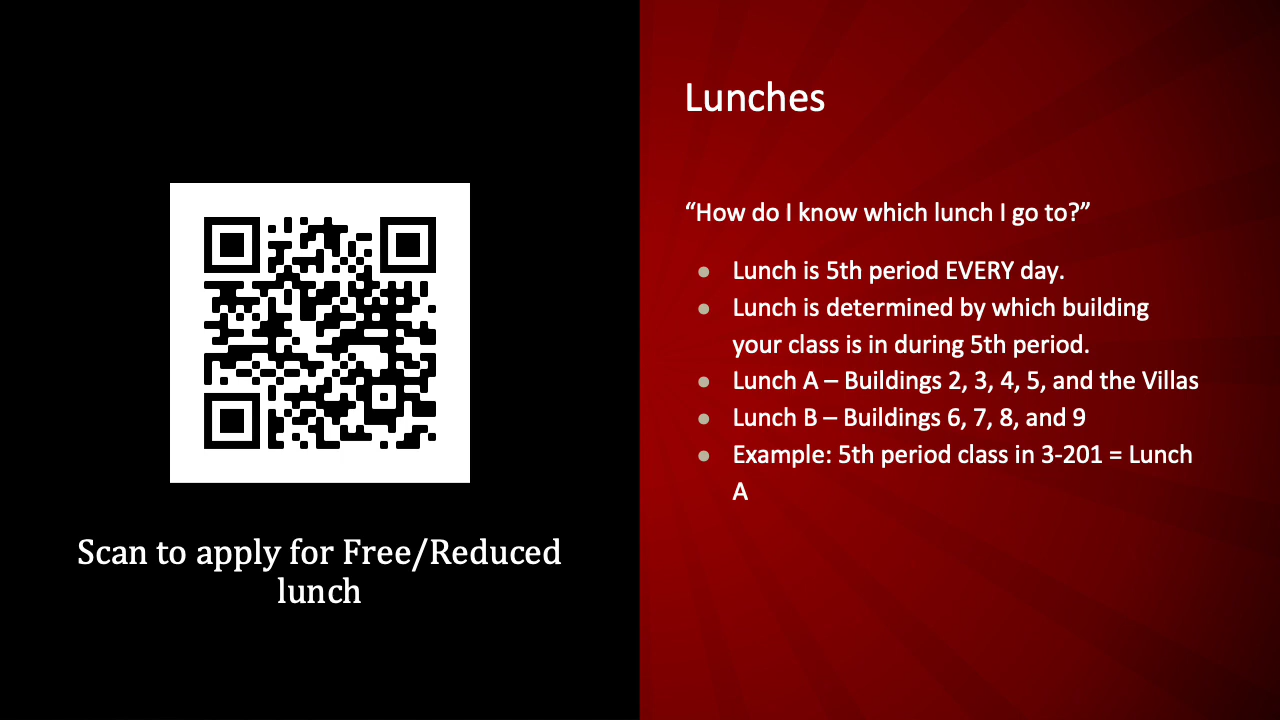 Scan to apply for Free/Reduced
lunch
Lunches
“How do I know which lunch I go to?”
● Lunch is 5th period EVERY day.
● Lunch is determined by which building
your class is in during 5th period.
● Lunch A – Buildings 2, 3, 4, 5, and the Villas
● Lunch B – Buildings 6, 7, 8, and 9
● Example: 5th period class in 3-201 = Lunch
A